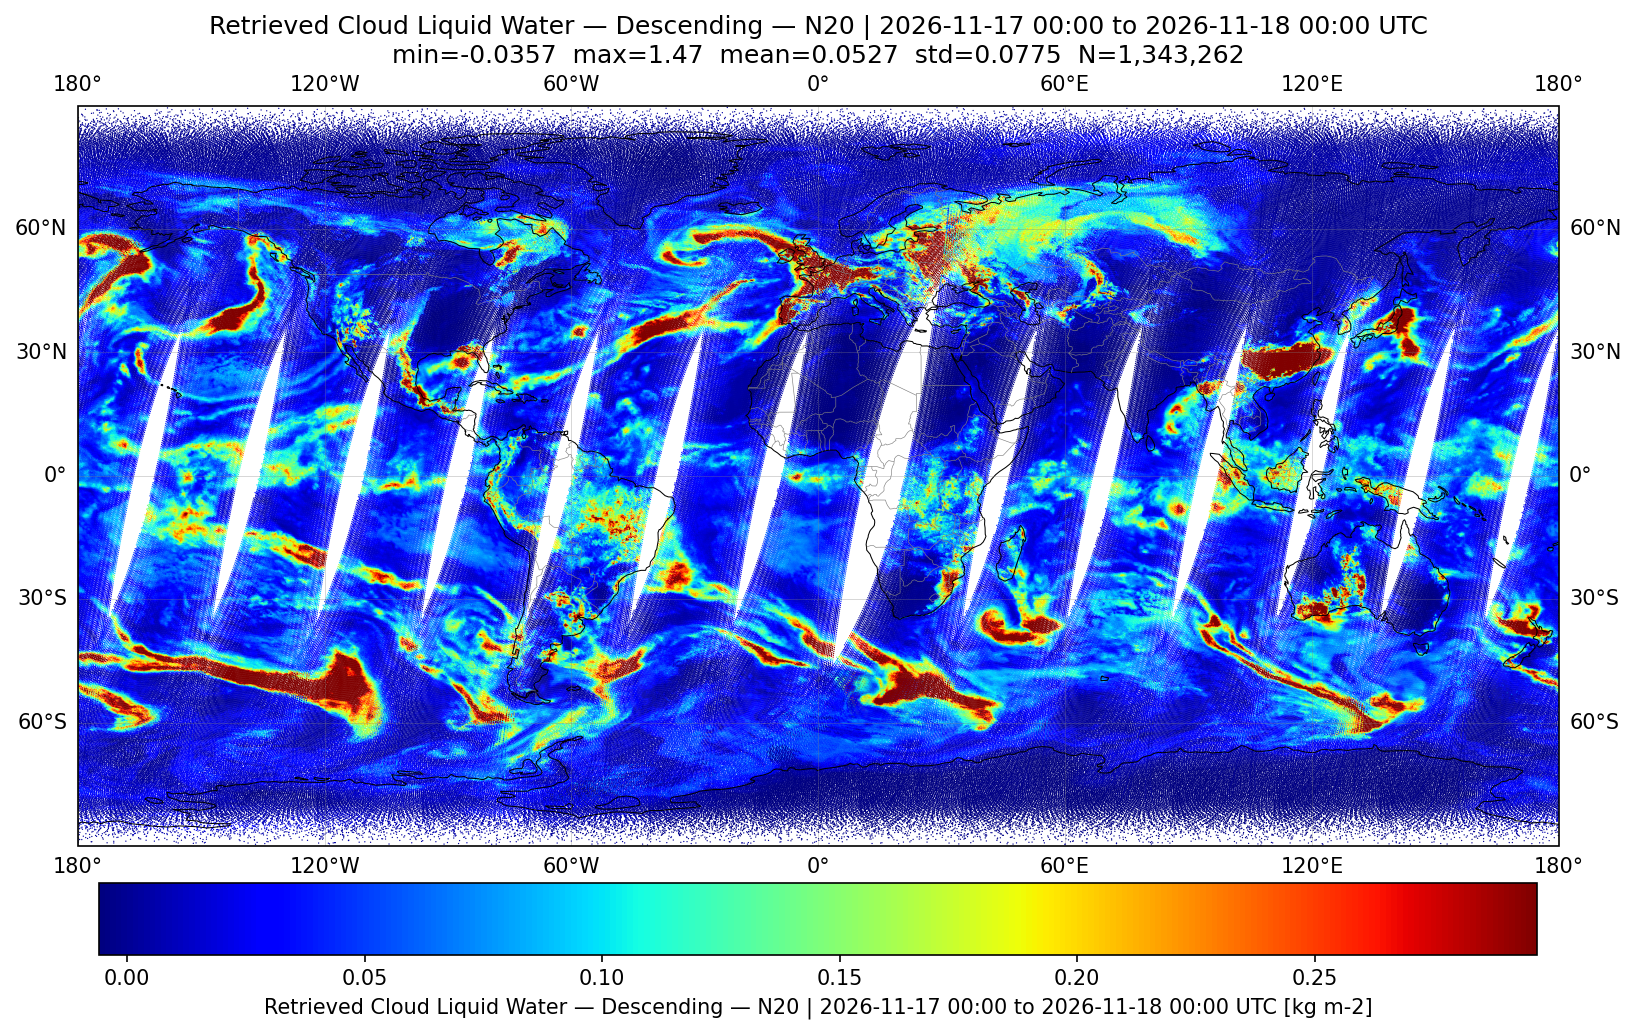 Retrieved Cloud Liquid Water — Descending — N20 | 2026-11-17 00:00 to 2026-11-18 00:00 UTC
min=-0.0357  max=1.47  mean=0.0527  std=0.0775  N=1,343,262
180° 120°W 60°W 0° 60°E 120°E 180°
60°N 60°N
30°N 30°N
0° 0°
30°S 30°S
60°S 60°S
180° 120°W 60°W 0° 60°E 120°E 180°
0.00 0.05 0.10 0.15 0.20 0.25
Retrieved Cloud Liquid Water — Descending — N20 | 2026-11-17 00:00 to 2026-11-18 00:00 UTC [kg m-2]